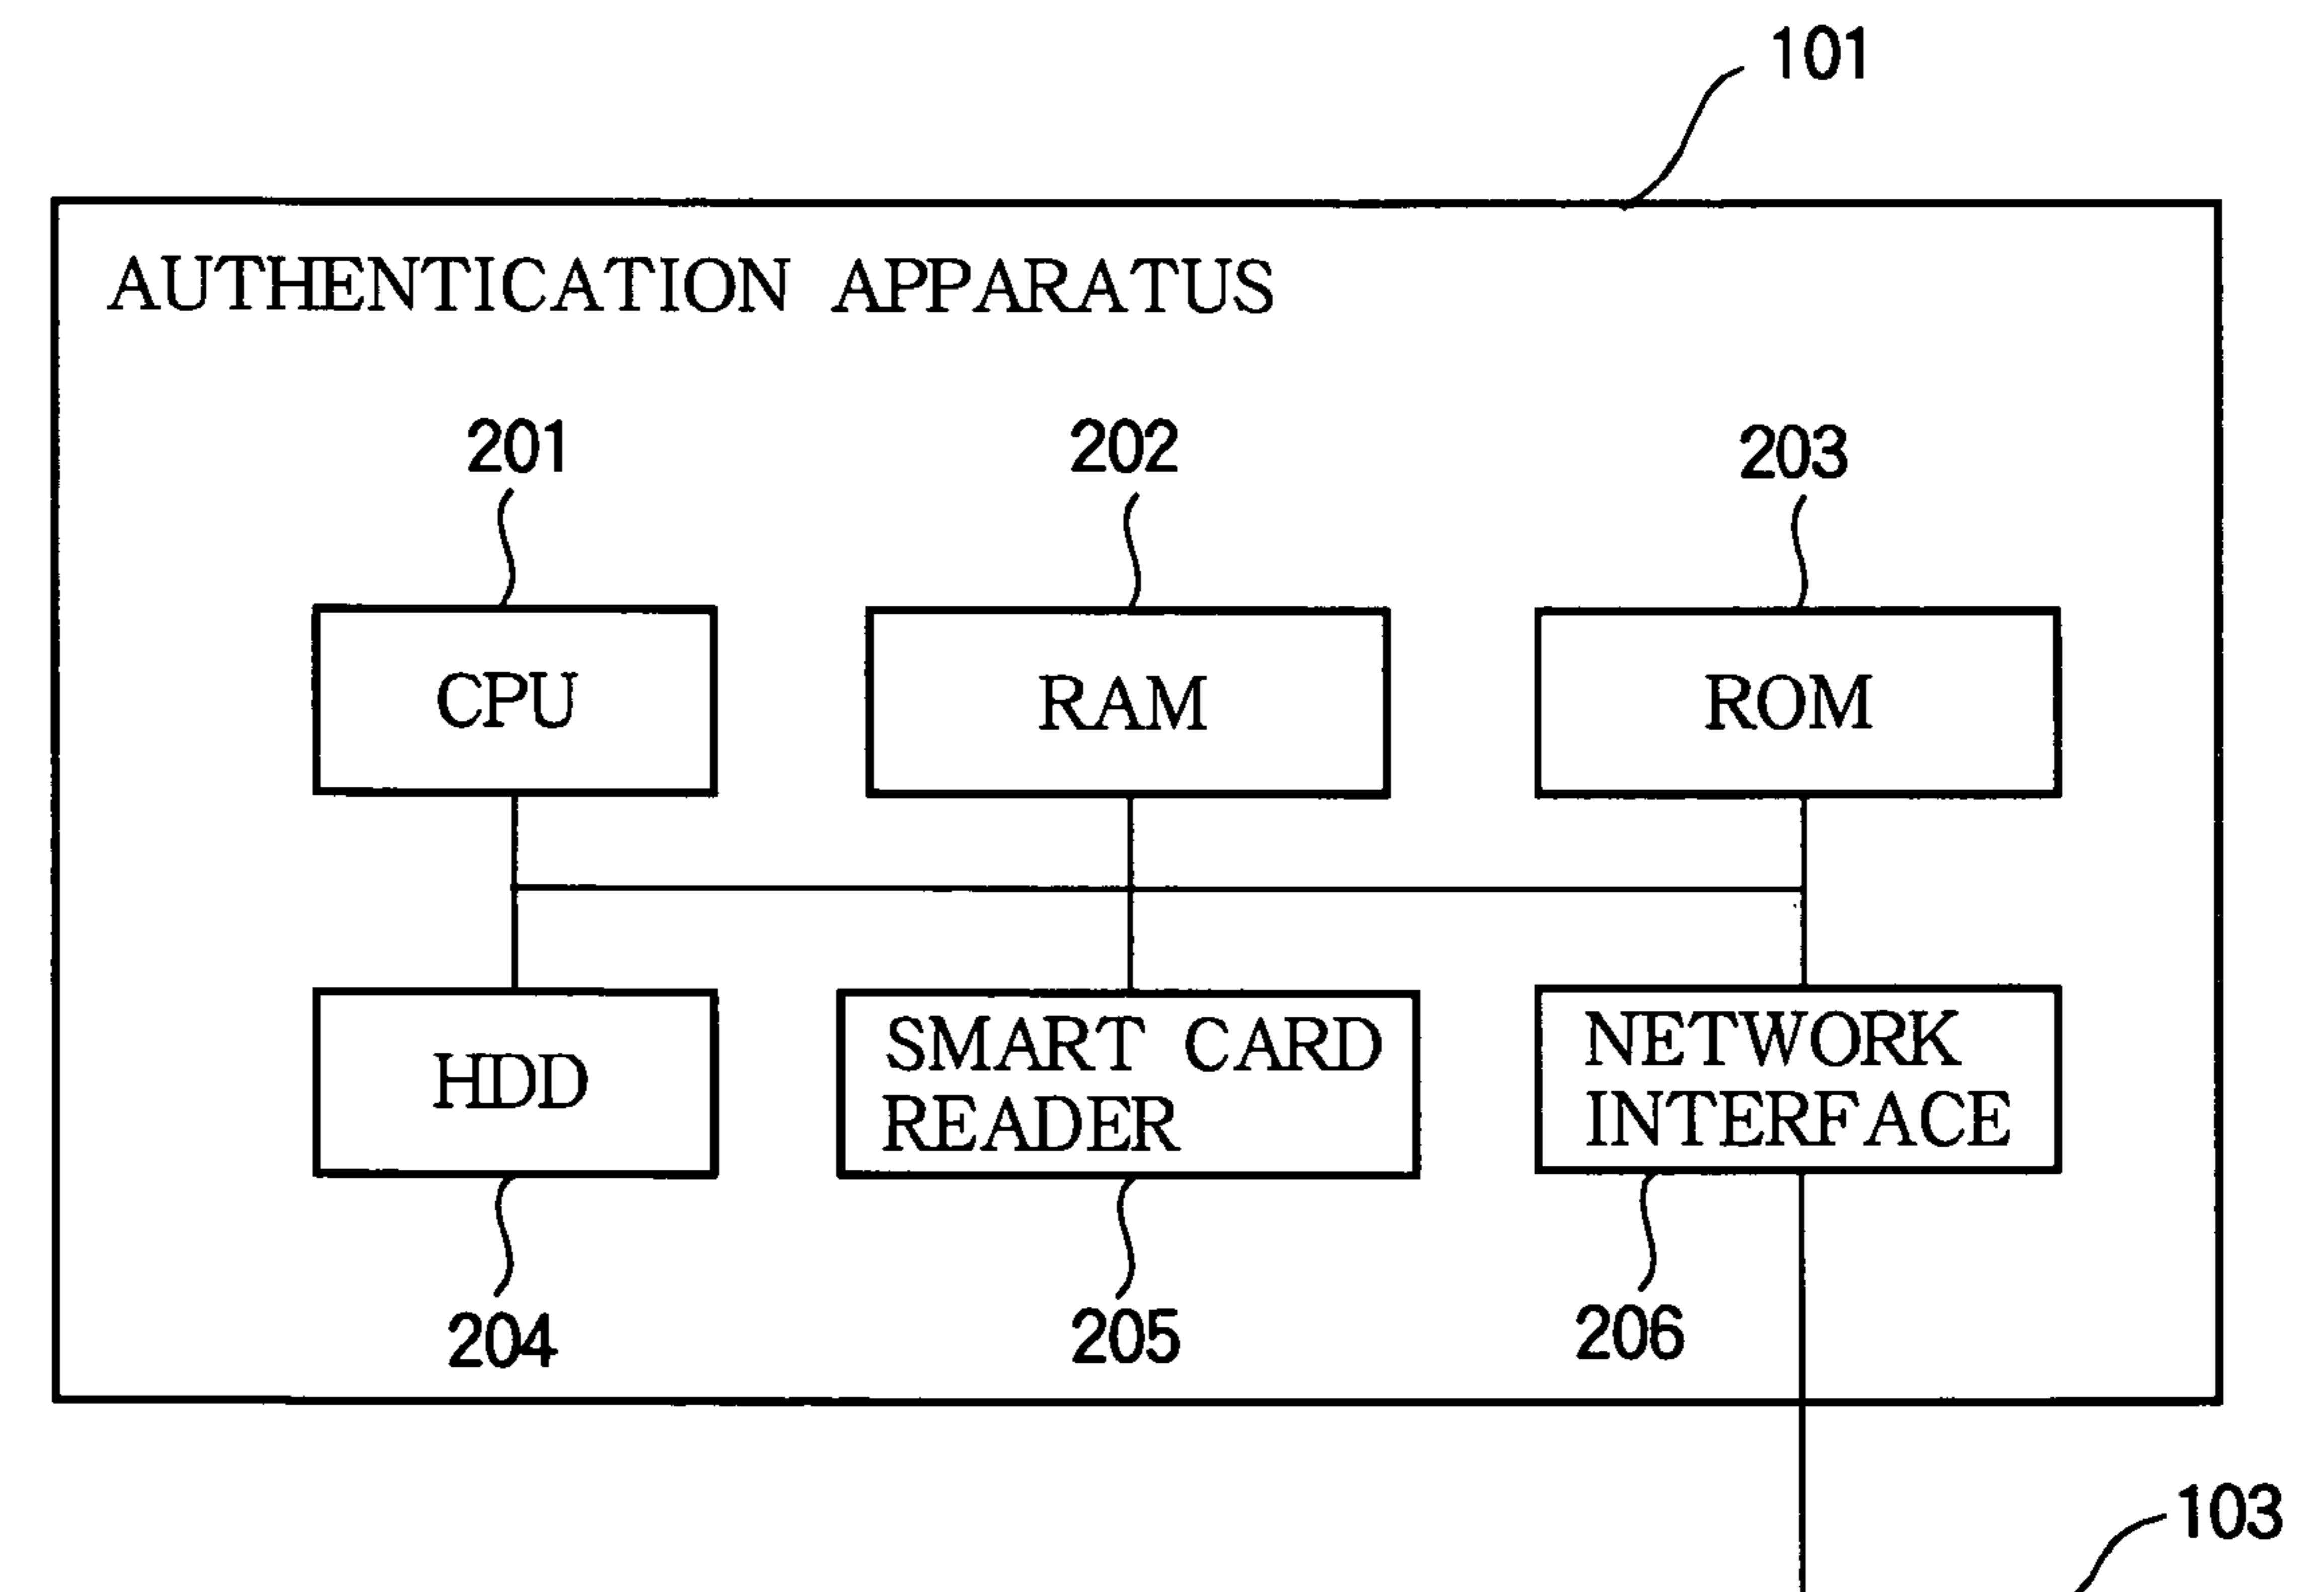 101
AUTHENTICATION APPARATUS
201
202
203
CPU
RAM
ROM
HDD
SMART CARD
READER
NETWORK
INTERFACE
204
205
206
103